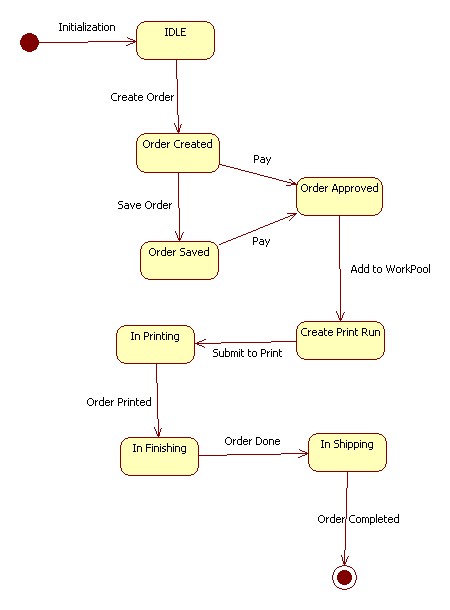 Initialization
IDLE
Create Order
Order Created
Pay
Order Approved
Save Order
Order Saved
Pay
Add to WorkPool
Create Print Run
In Printing
Submit to Print
Order Printed
In Finishing
Order Done
In Shipping
Order Completed